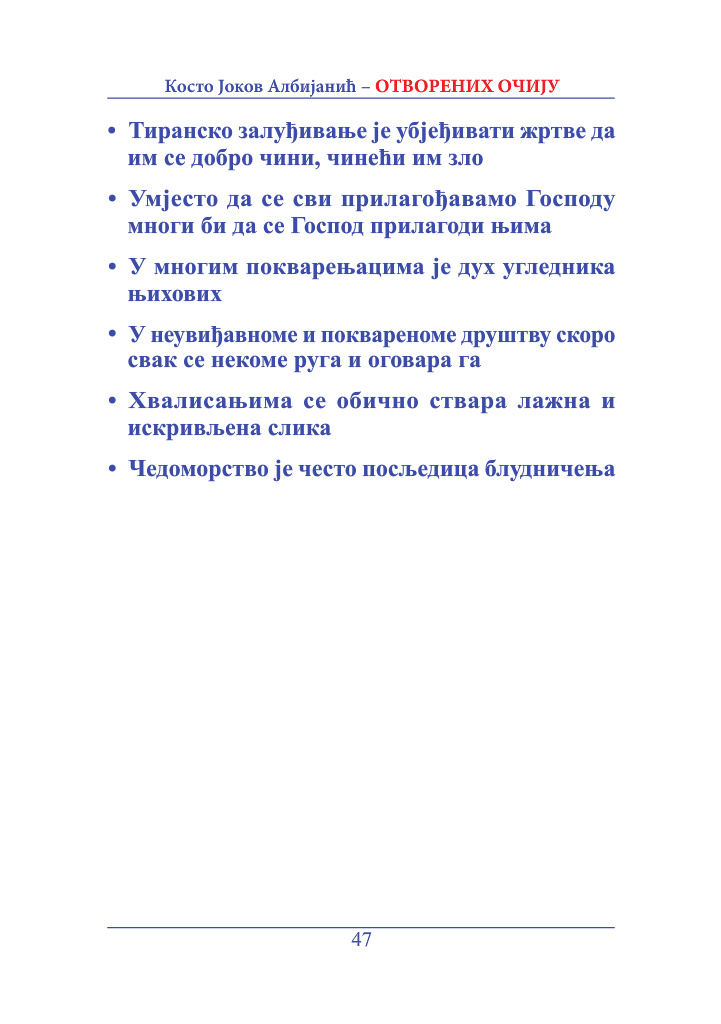 Косто Јоков Албијанић – ОТВОРЕНИХ ОЧИЈУ
• Тиранско залуђивање је убјеђивати жртве да
им се добро чини, чинећи им зло
• Умјесто да се сви прилагођавамо Господу
многи би да се Господ прилагоди њима
• У многим покварењацима је дух угледника
њихових
• У неувиђавноме и поквареноме друштву скоро
свак се некоме руга и оговара га
• Хвалисањима се обично ствара лажна и
искривљена слика
• Чедоморство је често посљедица блудничења
47